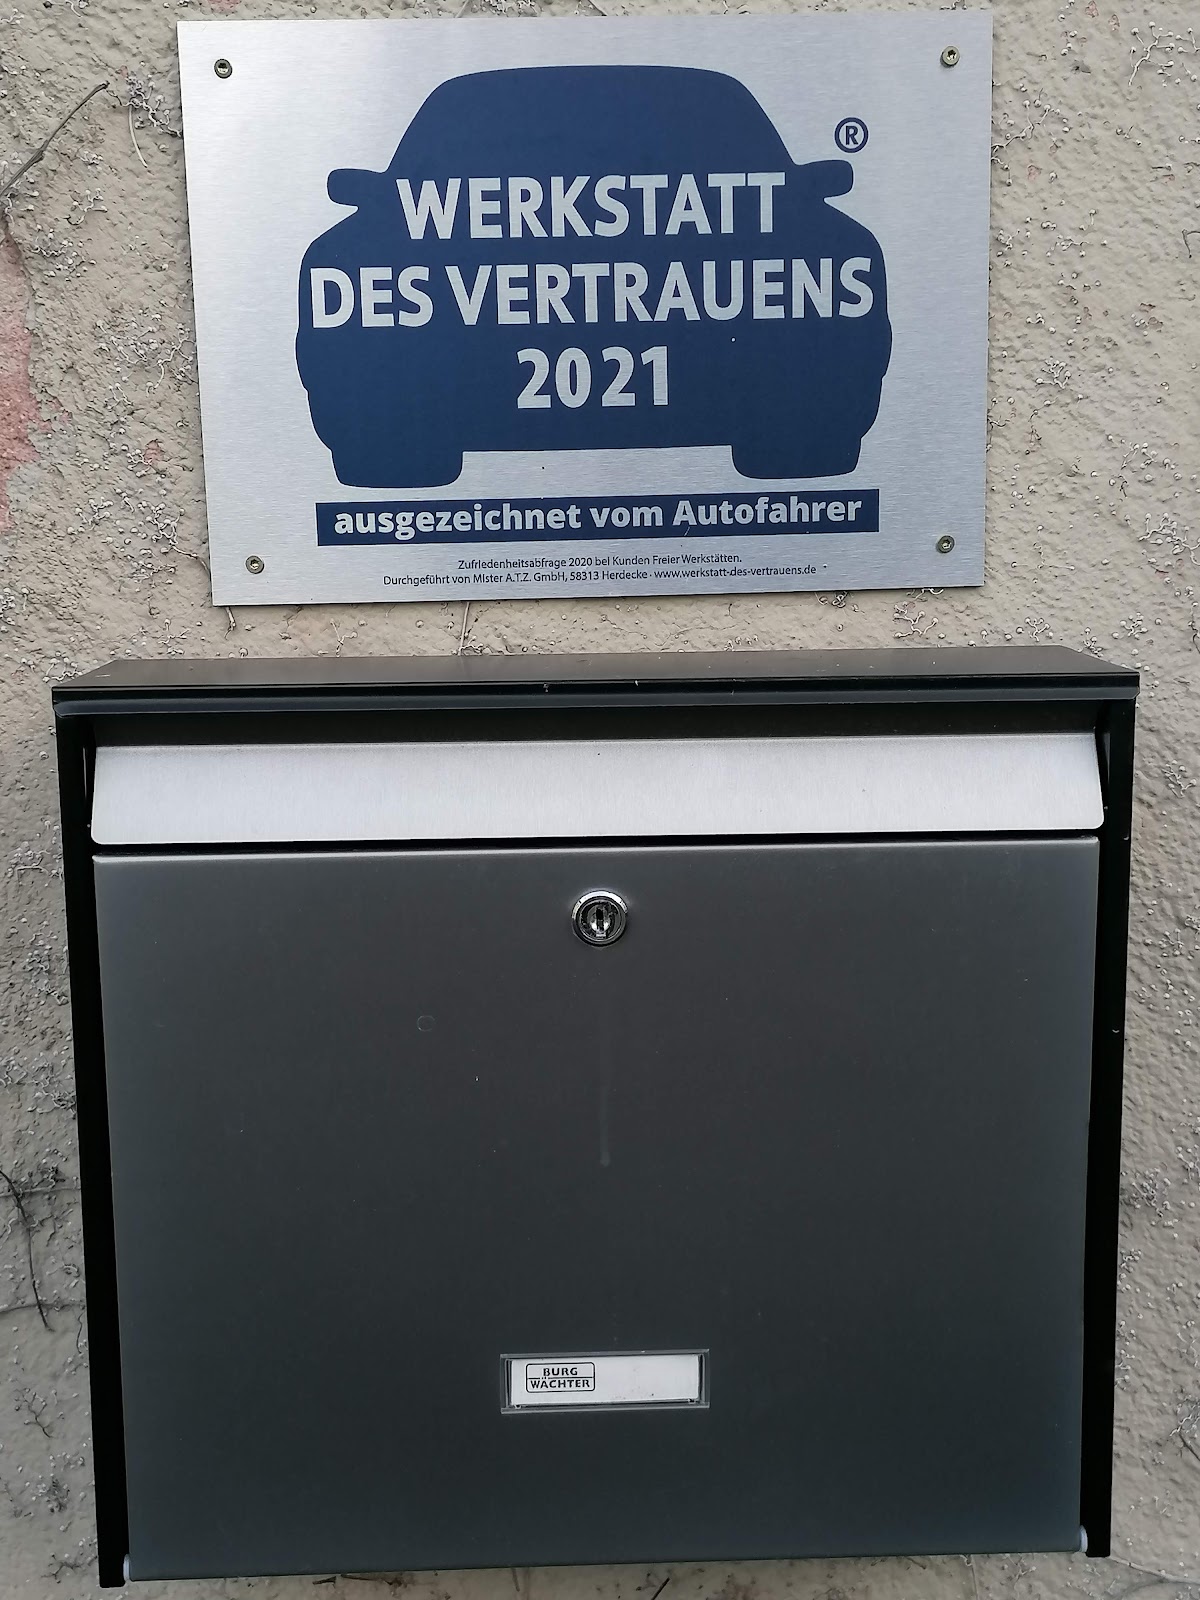 ®
WERKSTATT
DES VERTRAUENS
2021
ausgezeichnet vom Autofahrer
Zufriedenheitsabfrage 2020 bei Kunden Freier Werkstätten.
Durchgeführt von Mister A.T.Z. GmbH, 58313 Herdecke · www.werkstatt-des-vertrauens.de
BURG
WÄCHTER